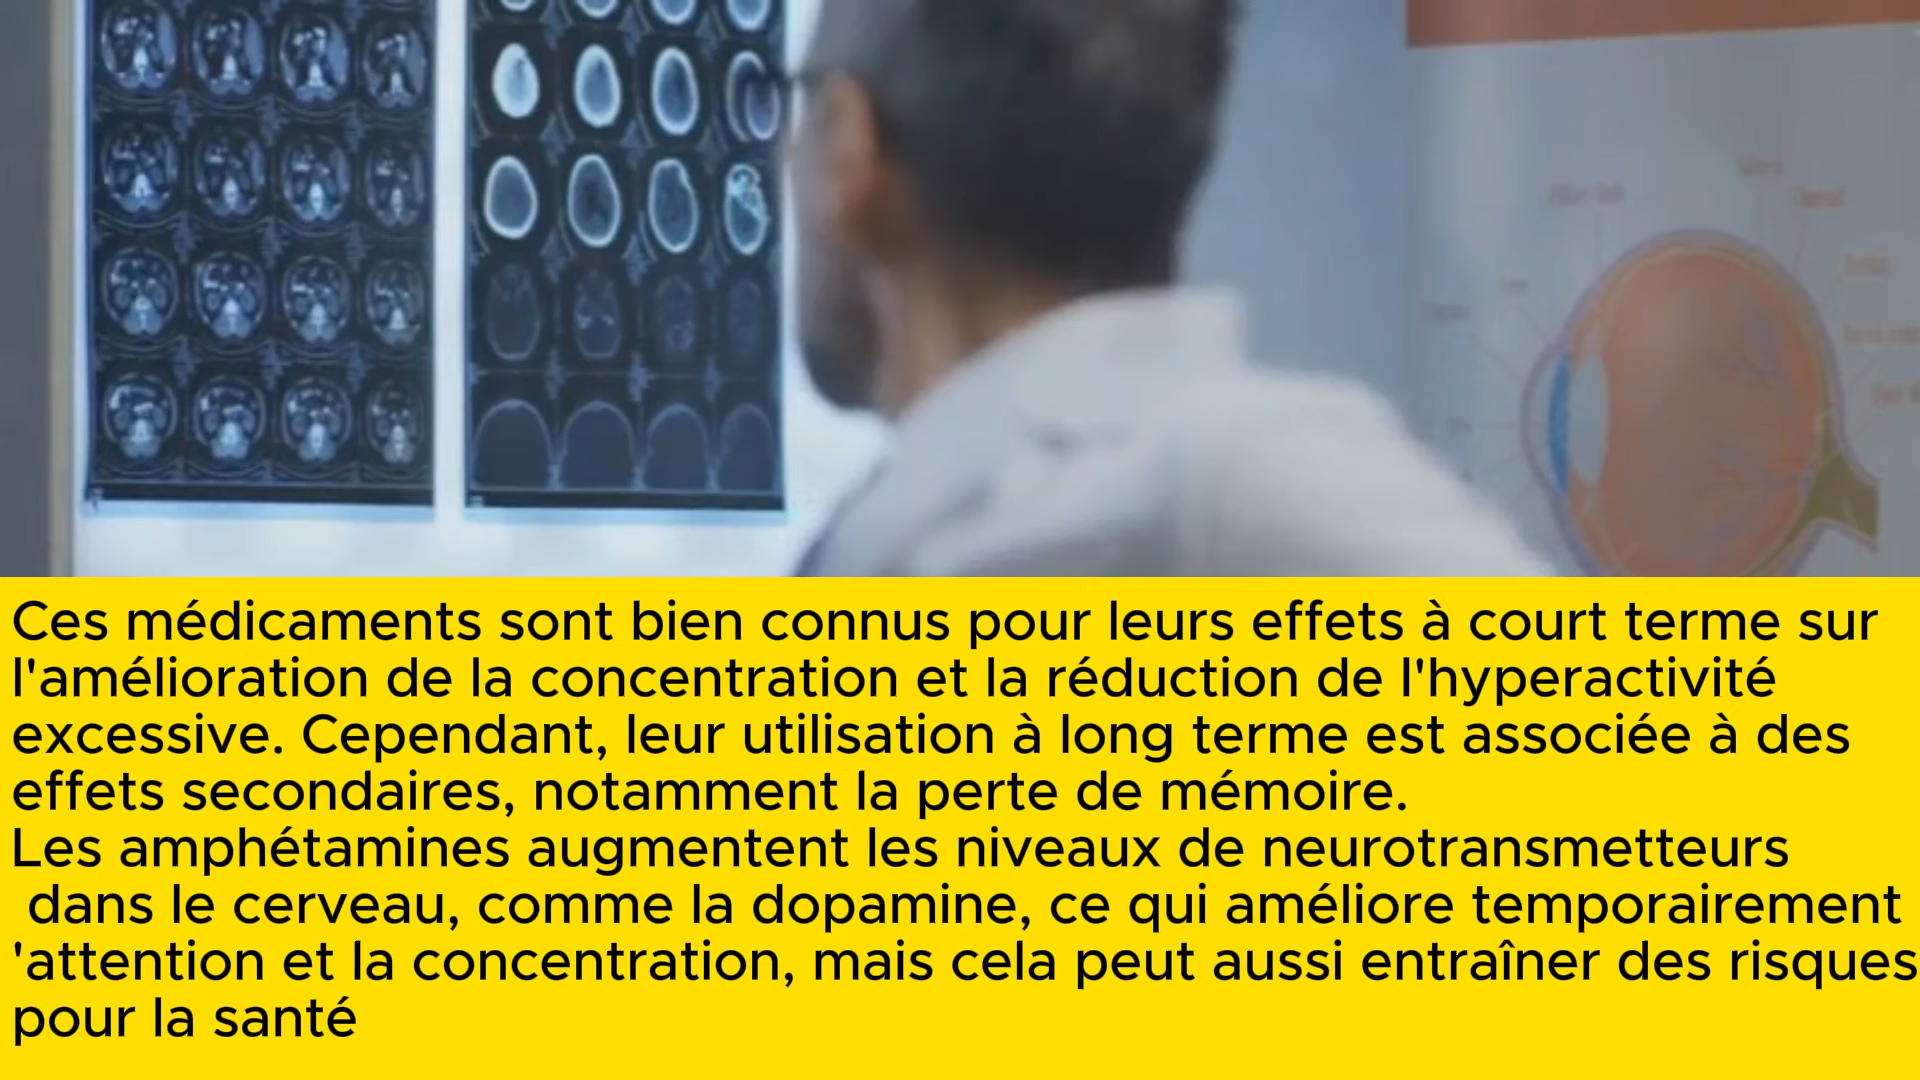 Ces médicaments sont bien connus pour leurs effets à court terme sur
l'amélioration de la concentration et la réduction de l'hyperactivité
excessive. Cependant, leur utilisation à long terme est associée à des
effets secondaires, notamment la perte de mémoire.
Les amphétamines augmentent les niveaux de neurotransmetteurs
dans le cerveau, comme la dopamine, ce qui améliore temporairement
'attention et la concentration, mais cela peut aussi entraîner des risques
pour la santé